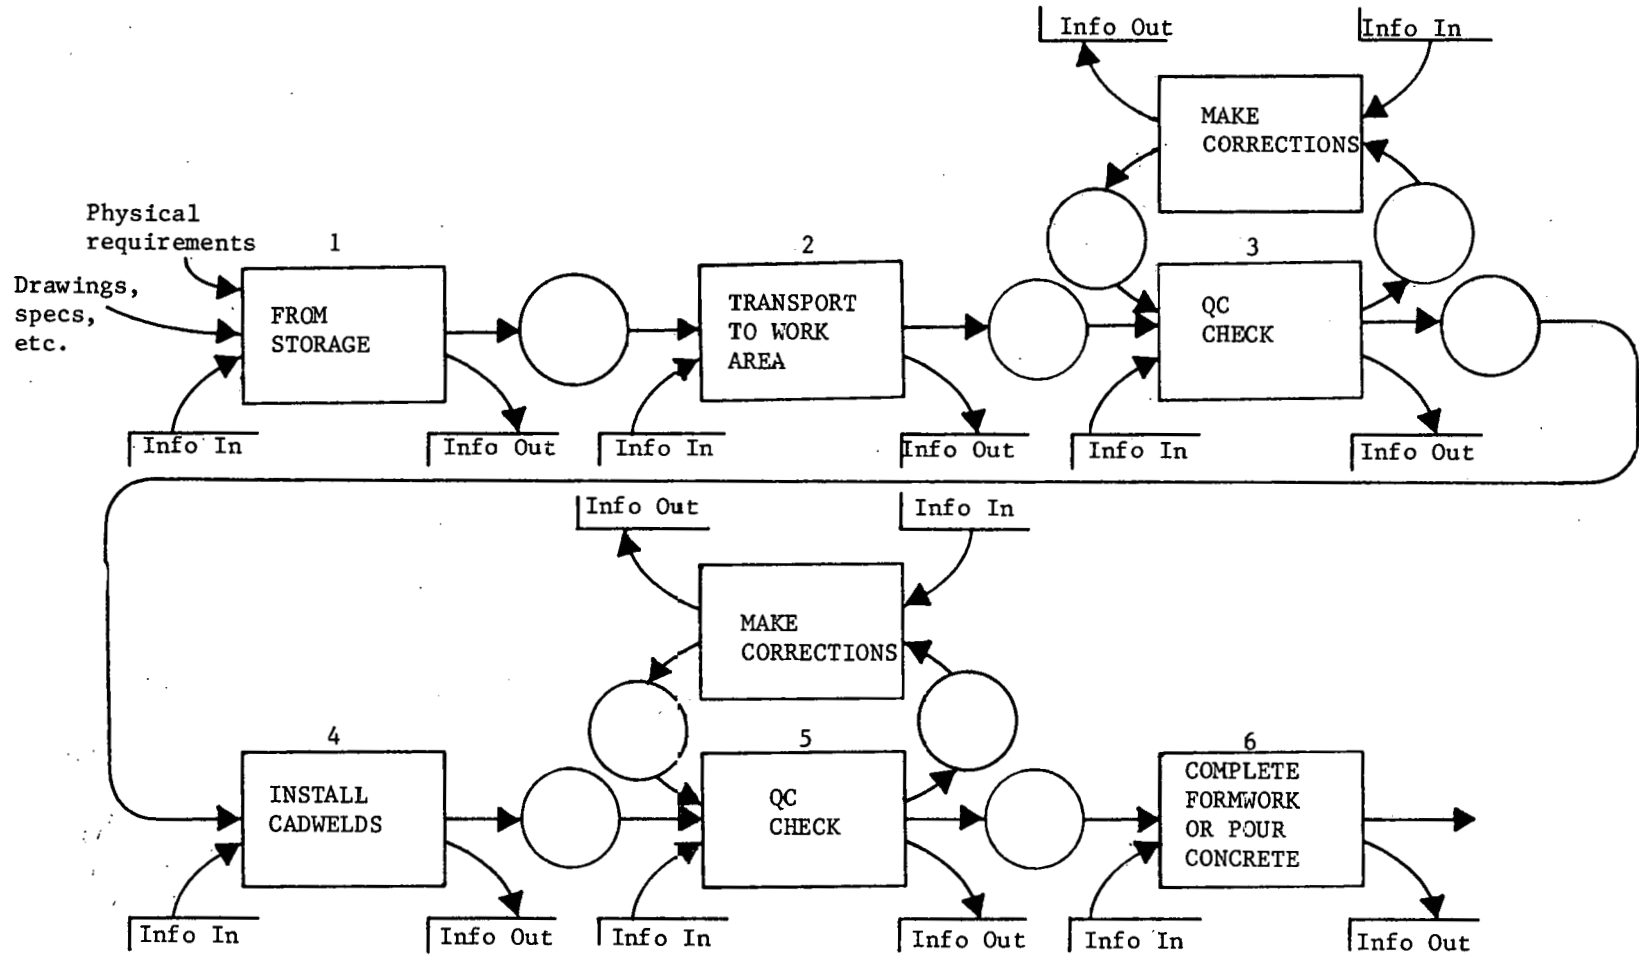 Info Out
Info In
MAKE
CORRECTIONS
Physical
requirements
1
2
3
Drawings,
specs,
etc.
FROM
STORAGE
TRANSPORT
TO WORK
AREA
QC
CHECK
Info In
Info Out
Info In
Info Out
Info In
Info Out
Info Out
Info In
MAKE
CORRECTIONS
4
5
6
INSTALL
CADWELDS
QC
CHECK
COMPLETE
FORMWORK
OR POUR
CONCRETE
Info In
Info Out
Info In
Info Out
Info In
Info Out